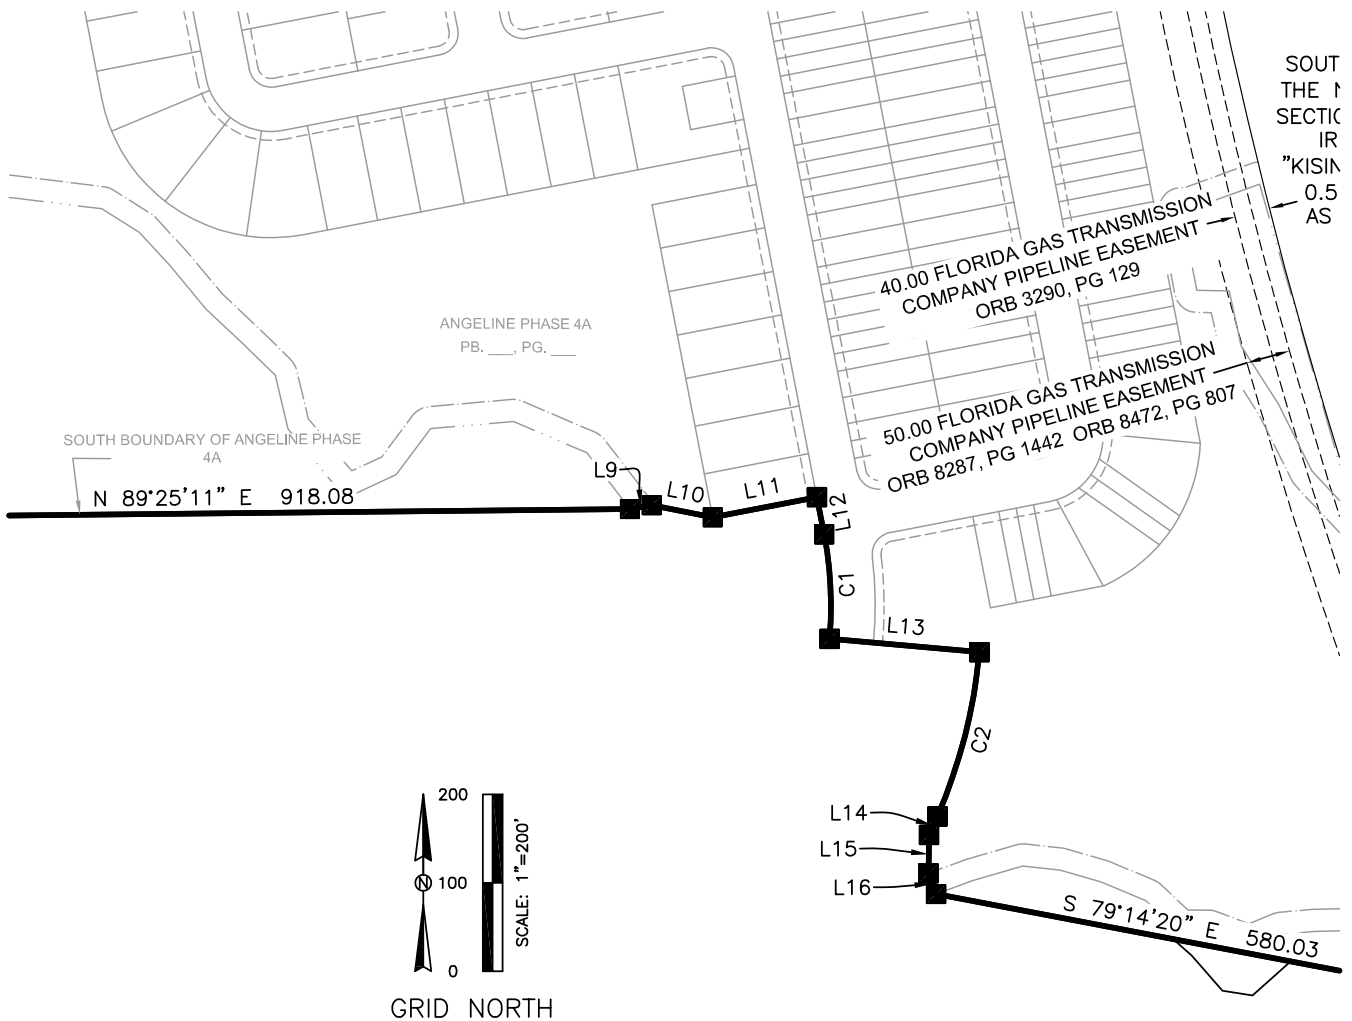 SOUT
THE
SECTIO
IR
"KISIN
0.5
AS
40.00 FLORIDA GAS TRANSMISSION
COMPANY PIPELINE EASEMENT
ORB 3290, PG 129
ANGELINE PHASE 4A
PB. ___, PG. ___
50.00 FLORIDA GAS TRANSMISSION
COMPANY PIPELINE EASEMENT
ORB 8287, PG 1442 ORB 8472, PG 807
SOUTH BOUNDARY OF ANGELINE PHASE
4A
N 89°25'11" E 918.08
L9
L10
L11
L12
C1
L13
C2
L14
L15
L16
S 79°14'20" E 580.03
200
100
0
N
SCALE: 1"=200'
GRID NORTH